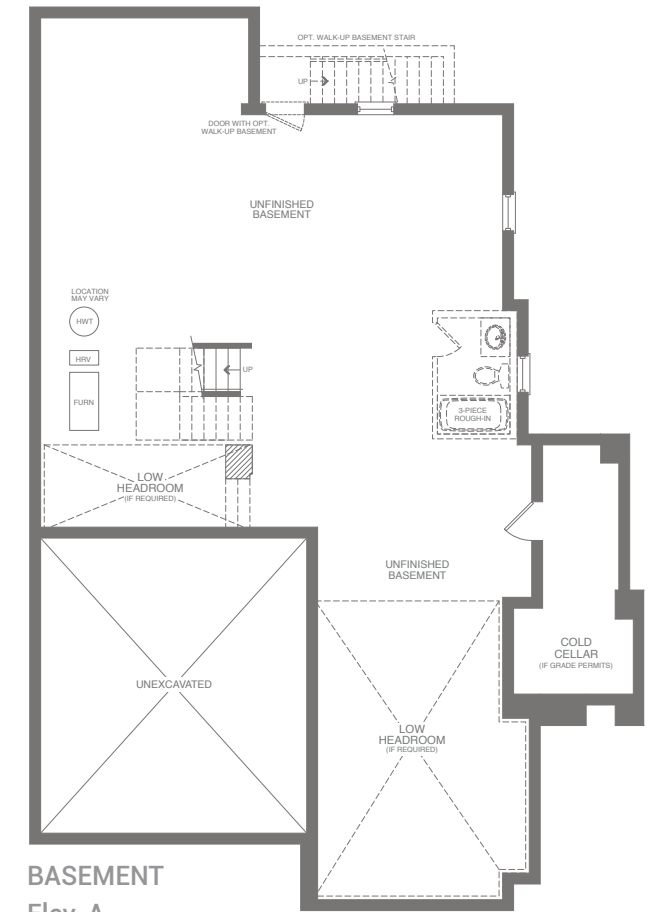 OPT. WALK-UP BASEMENT STAIR
UP
DOOR WITH OPT.
WALK-UP BASEMENT
UNFINISHED
BASEMENT
LOCATION
MAY VARY
HWT
HRV
UP
FURN
3-PIECE
ROUGH-IN
LOW
HEADROOM
(IF REQUIRED)
UNFINISHED
BASEMENT
COLD
CELLAR
(IF GRADE PERMITS)
UNEXCAVATED
LOW
HEADROOM
(IF REQUIRED)
BASEMENT
Elev. A